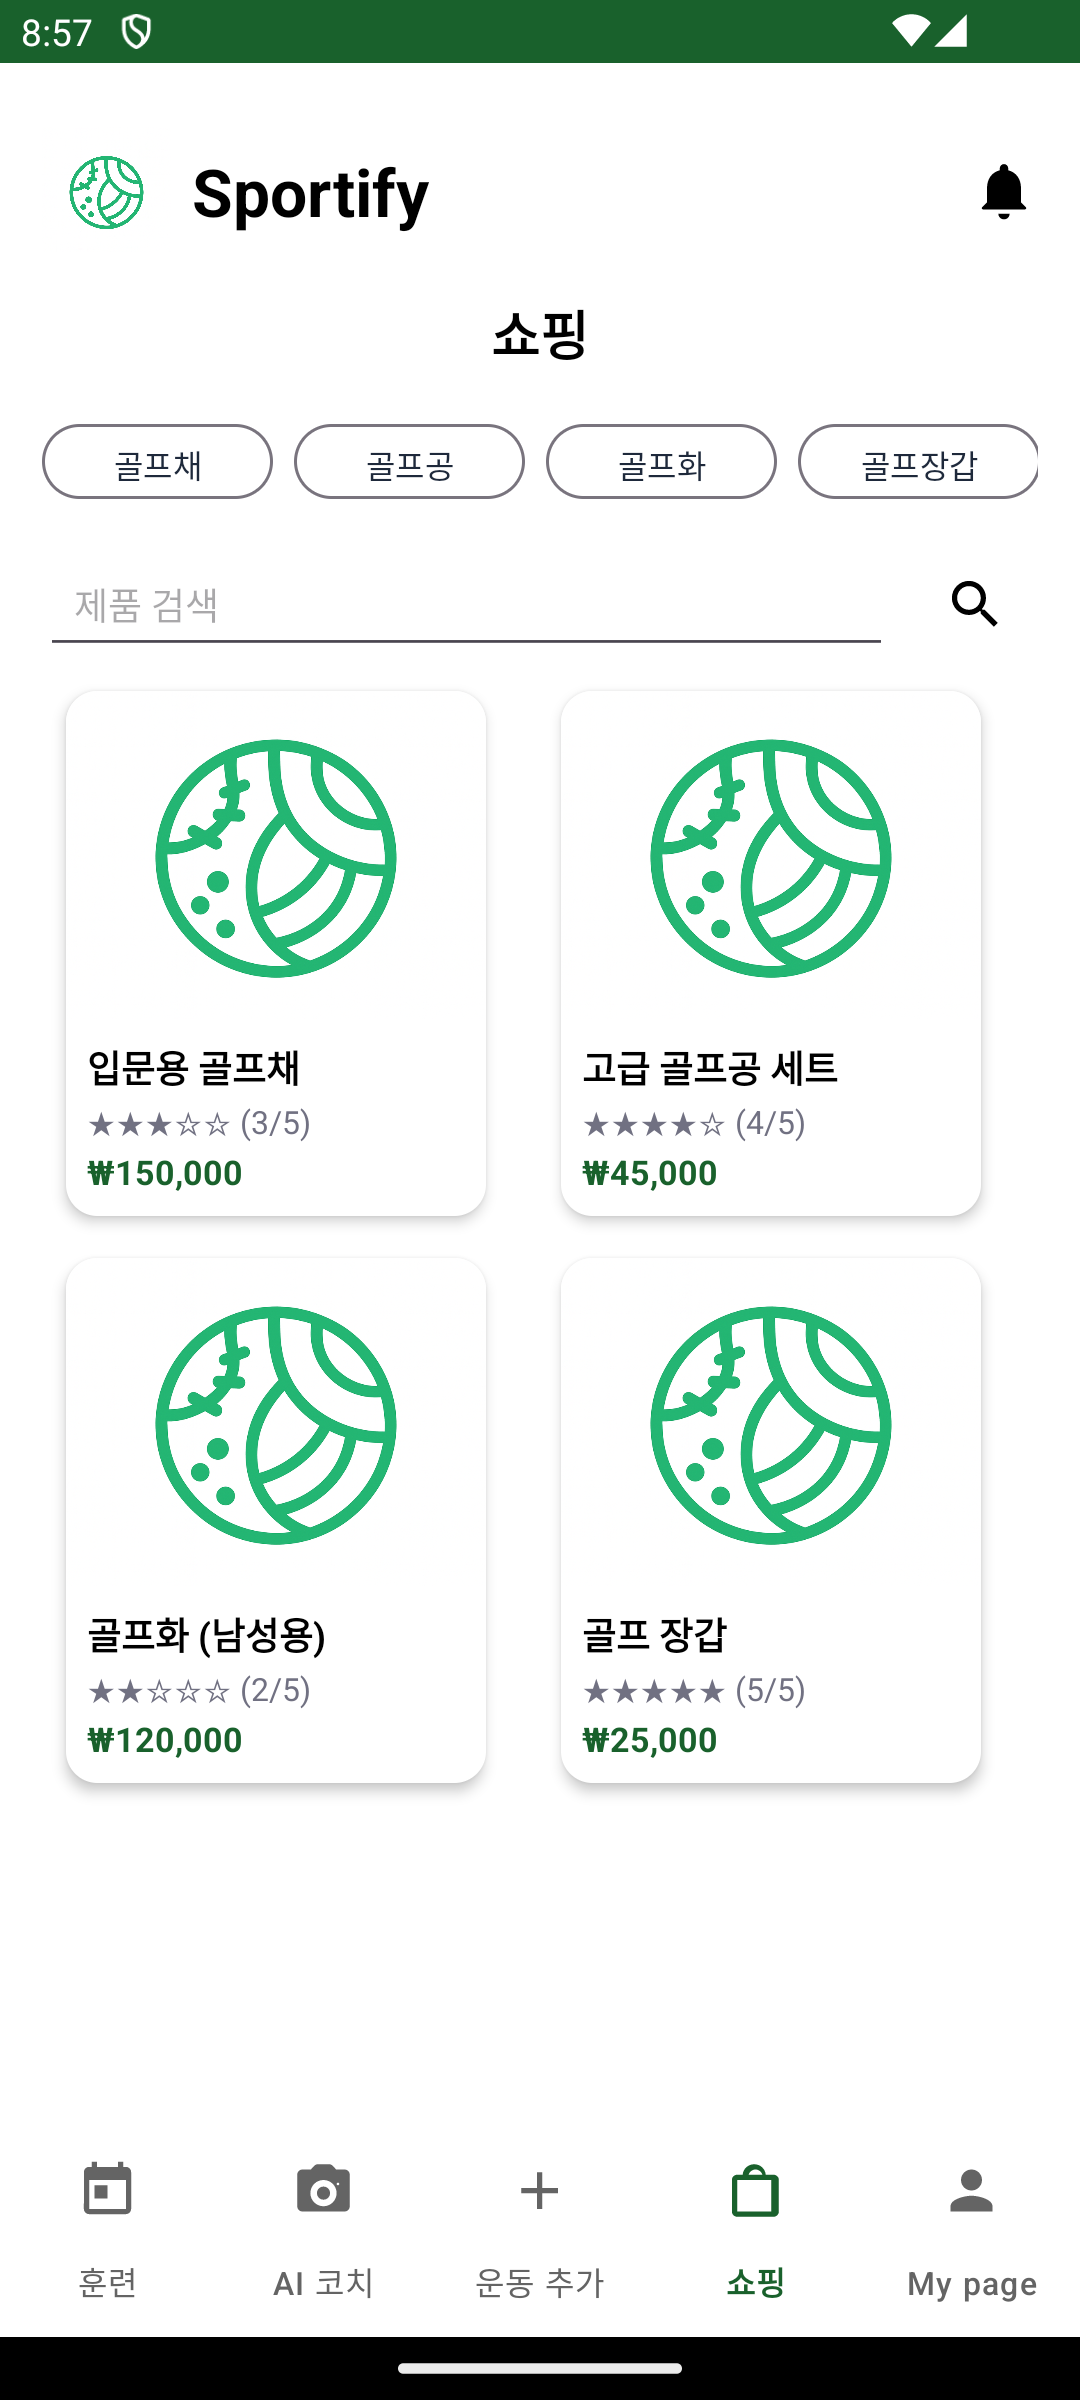 8:57
Sportify
쇼핑
골프채 골프공 골프화 골프장갑
제품 검색
입문용 골프채
★★★☆☆ (3/5)
₩150,000
고급 골프공 세트
★★★★☆ (4/5)
₩45,000
골프화 (남성용)
★★☆☆☆ (2/5)
₩120,000
골프 장갑
★★★★★ (5/5)
₩25,000
훈련 AI 코치 운동 추가 쇼핑 My page